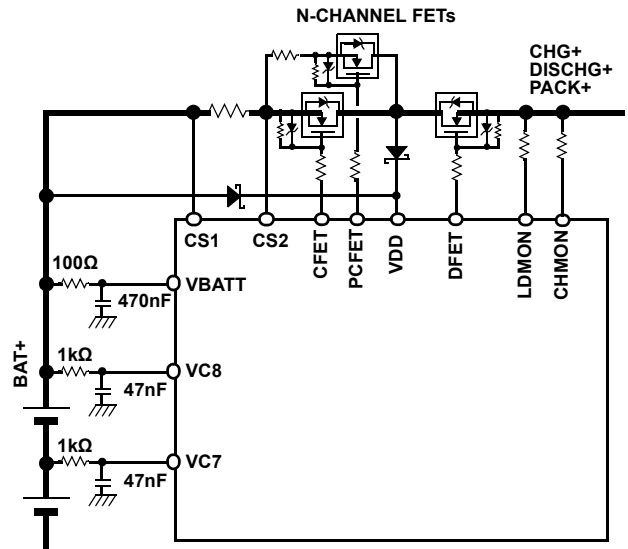 N-CHANNEL FETs
CHG+
DISCHG+
PACK+
CS1
CS2
CFET
PCFET
VDD
DFET
LDMON
CHMON
100Ω
VBATT
470nF
BAT+
1kΩ
VC8
47nF
1kΩ
VC7
47nF